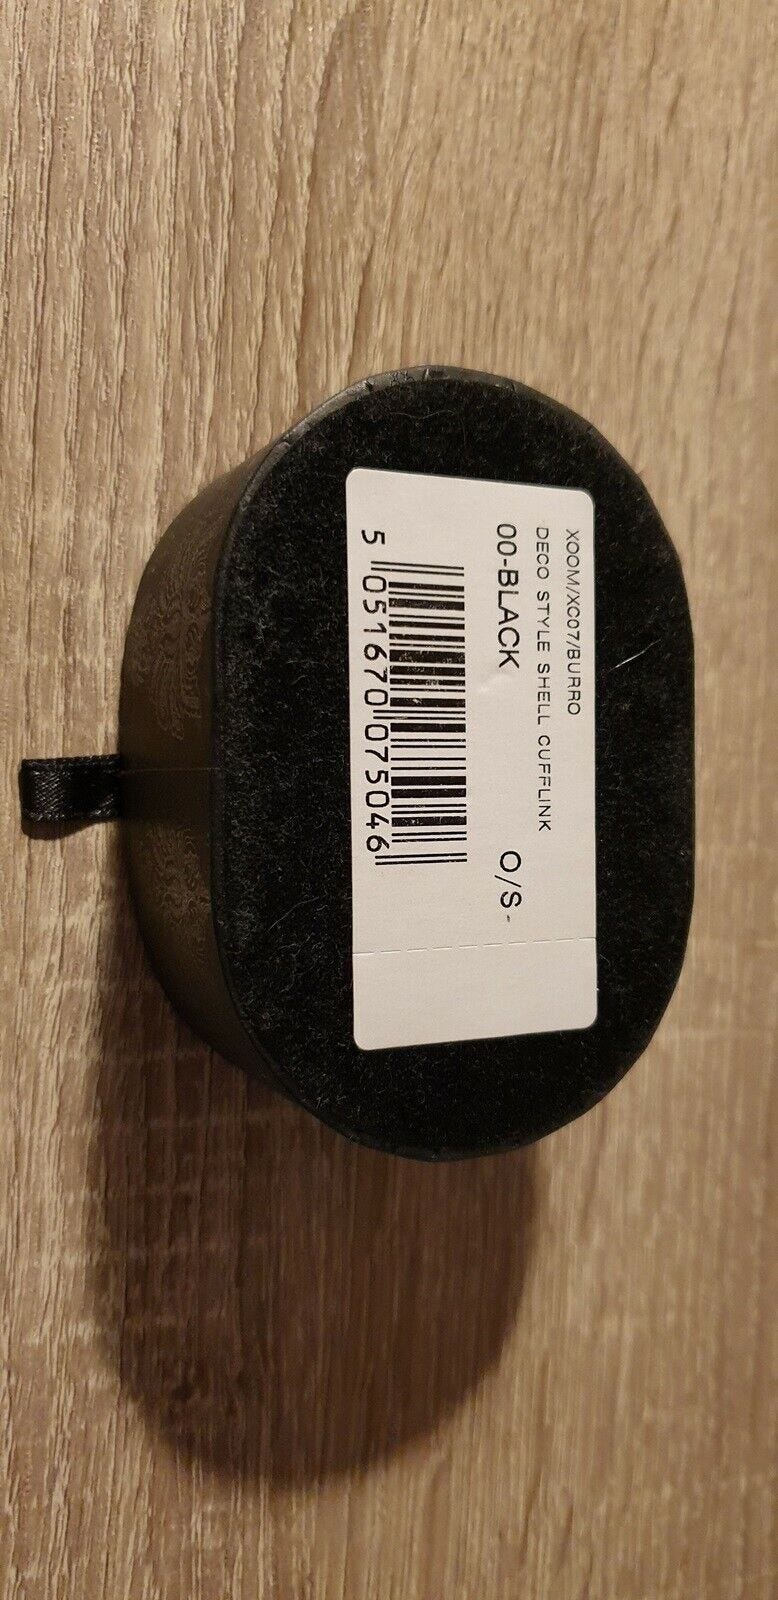 XOOM/XC07/BURRO
DECO STYLE SHELL CUFFLINK
00-BLACK O/S-
5 051670 075046